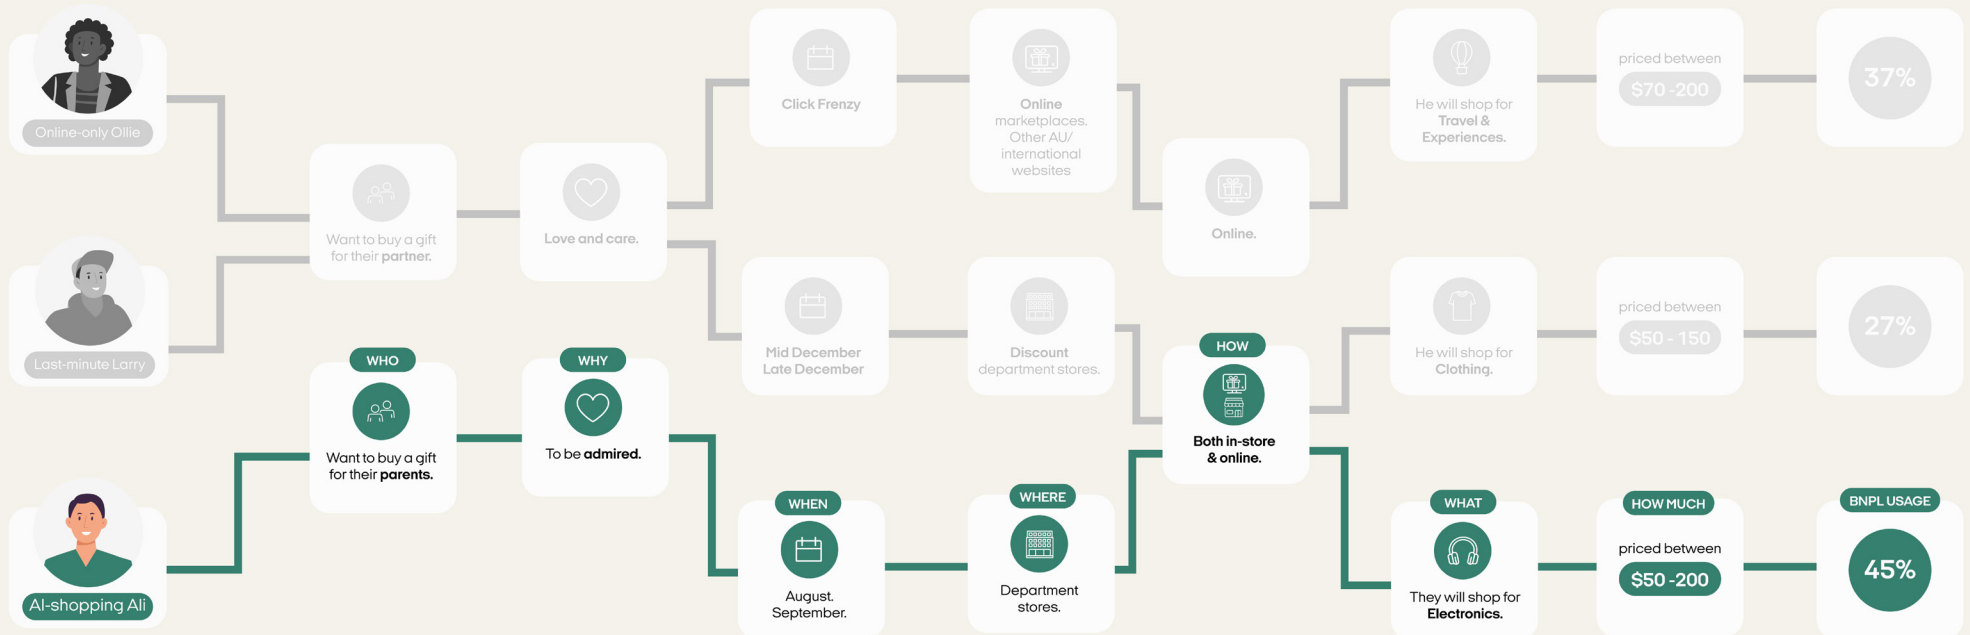 Online-only Ollie
Want to buy a gift
for their partner.
Love and care.
Click Frenzy
Online
marketplaces.
Other AU/
international
websites
Online.
He will shop for
Travel &
Experiences.
priced between
$70 -200
37%
Last-minute Larry
Mid December
Late December
Discount
department stores.
He will shop for
Clothing.
priced between
$50 - 150
27%
AI-shopping Ali
WHO
Want to buy a gift
for their parents.
WHY
To be admired.
WHEN
August.
September.
WHERE
Department
stores.
HOW
Both in-store
& online.
WHAT
They will shop for
Electronics.
HOW MUCH
priced between
$50 -200
BNPL USAGE
45%